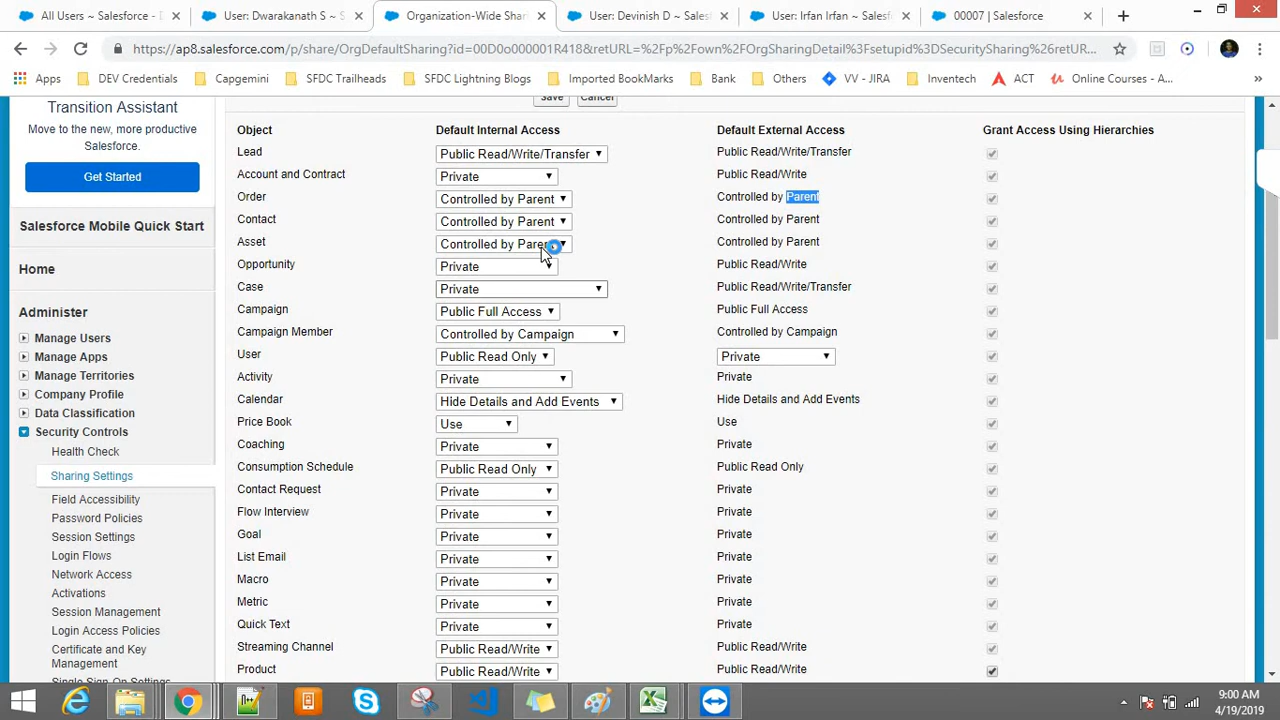 All Users ~ Salesforce - D
User: Dwarakanath S ~ Salesfor
Organization-Wide Shar
User: Devinish D ~ Salesforce
User: Irfan Irfan ~ Salesfo
00007 | Salesforce
https://ap8.salesforce.com/p/share/OrgDefaultSharing?id=00D0o000001R418&retURL=%2Fp%2Fown%2FOrgSharingDetail%3Fsetupid%3DSecuritySharing%26retUR...
Apps
DEV Credentials
Capgemini
SFDC Trailheads
SFDC Lightning Blogs
Imported BookMarks
Bank
Others
VV - JIRA
Inventech
ACT
Online Courses - A...
»
Transition Assistant
Move to the new, more productive
Salesforce.
Get Started
Salesforce Mobile Quick Start
Home
Administer
Manage Users
Manage Apps
Manage Territories
Company Profile
Data Classification
Security Controls
Health Check
Sharing Settings
Field Accessibility
Password Policies
Session Settings
Login Flows
Network Access
Activations
Session Management
Login Access Policies
Certificate and Key
Management
Single Sign-On Settings
Save Cancel
Object Default Internal Access Default External Access Grant Access Using Hierarchies
Lead Public Read/Write/Transfer Public Read/Write/Transfer
Account and Contract Private Public Read/Write
Order Controlled by Parent Controlled by Parent
Contact Controlled by Parent Controlled by Parent
Asset Controlled by Parent Controlled by Parent
Opportunity Private Public Read/Write
Case Private Public Read/Write/Transfer
Campaign Public Full Access Public Full Access
Campaign Member Controlled by Campaign Controlled by Campaign
User Public Read Only Private
Activity Private Private
Calendar Hide Details and Add Events Hide Details and Add Events
Price Book Use Use
Coaching Private Private
Consumption Schedule Public Read Only Public Read Only
Contact Request Private Private
Flow Interview Private Private
Goal Private Private
List Email Private Private
Macro Private Private
Metric Private Private
Quick Text Private Private
Streaming Channel Public Read/Write Public Read/Write
Product Public Read/Write Public Read/Write
9:00 AM
4/19/2019